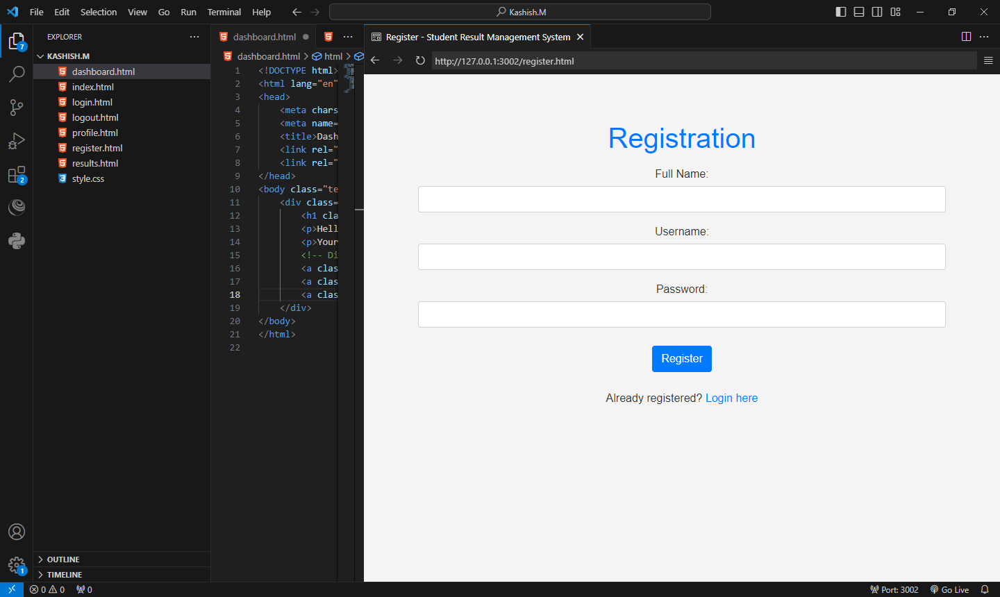 File Edit Selection View Go Run Terminal Help
Kashish.M
EXPLORER
KASHISH.M
dashboard.html
index.html
login.html
logout.html
profile.html
register.html
results.html
style.css
OUTLINE
TIMELINE
7
2
1
dashboard.html
dashboard.html > html >
1 <!DOCTYPE html>
2 <html lang="en"
3 <head>
4 <meta chars
5 <meta name=
6 <title>Dash
7 <link rel="
8 <link rel="
9 </head>
10 <body class="te
11 <div class=
12 <h1 cla
13 <p>Hell
14 <p>Your
15 <!-- Di
16 <a clas
17 <a clas
18 <a clas
19 </div>
20 </body>
21 </html>
22
Register - Student Result Management System
http://127.0.0.1:3002/register.html
Registration
Full Name:
Username:
Password:
Register
Already registered? Login here
0 0 0
Port: 3002 Go Live